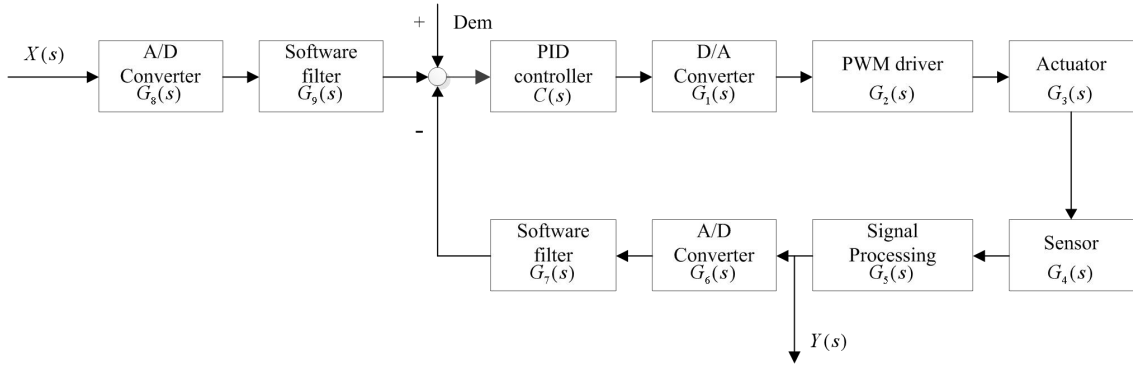 X(s)
A/D
Converter
G₈(s)
Software
filter
G₉(s)
+ Dem
PID
controller
C(s)
D/A
Converter
G₁(s)
PWM driver
G₂(s)
Actuator
G₃(s)
-
Software
filter
G₇(s)
A/D
Converter
G₆(s)
Signal
Processing
G₅(s)
Sensor
G₄(s)
Y(s)